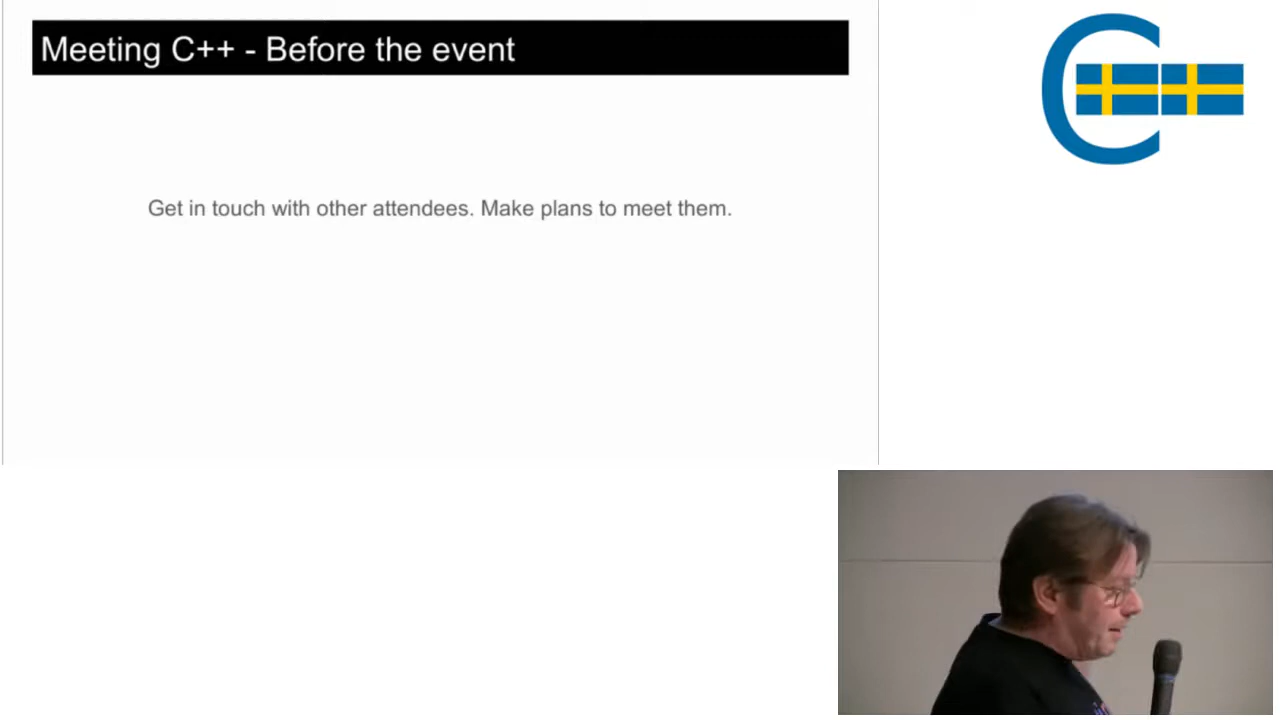 Meeting C++ - Before the event
Get in touch with other attendees. Make plans to meet them.